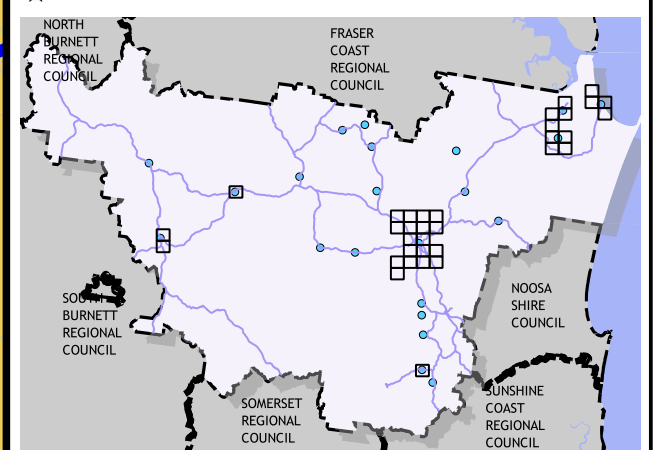 NORTH
BURNETT
REGIONAL
COUNCIL
FRASER
COAST
REGIONAL
COUNCIL
SOUTH
BURNETT
REGIONAL
COUNCIL
NOOSA
SHIRE
COUNCIL
SOMERSET
REGIONAL
COUNCIL
SUNSHINE
COAST
REGIONAL
COUNCIL